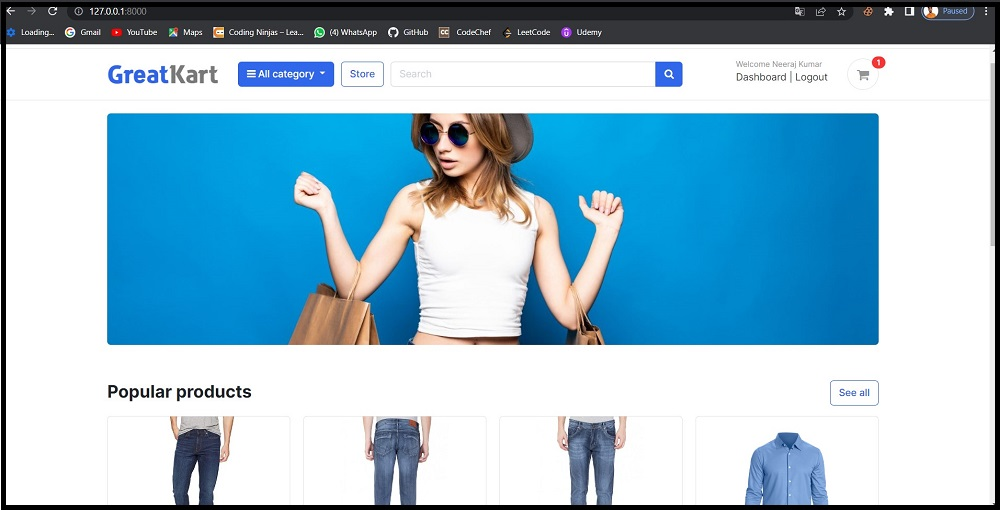 127.0.0.1:8000
Paused
Loading... Gmail YouTube Maps Coding Ninjas – Lea... (4) WhatsApp GitHub CodeChef LeetCode Udemy
GreatKart All category Store Search
Welcome Neeraj Kumar
Dashboard | Logout
1
Popular products
See all